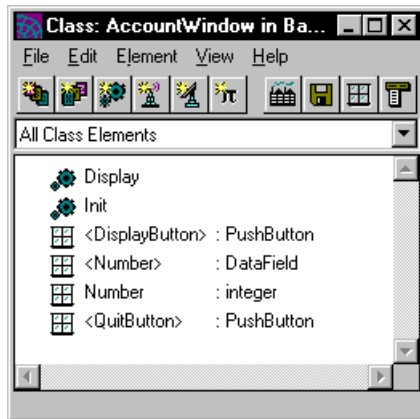 Class: AccountWindow in Ba...
File Edit Element View Help
π
All Class Elements
Display
Init
<DisplayButton> : PushButton
<Number> : DataField
Number : integer
<QuitButton> : PushButton